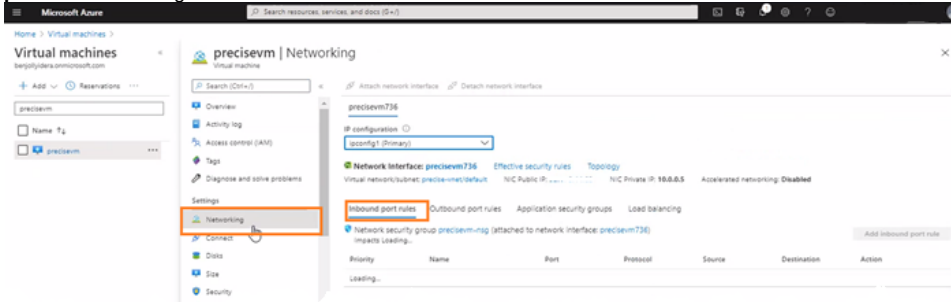 Microsoft Azure
Search resources, services, and docs (G+/)
Home > Virtual machines >
Virtual machines
benjollyidera.onmicrosoft.com
+ Add
Reservations
precisevm
Name ↑↓
precisevm
precisevm | Networking
Virtual machine
Search (Ctrl+/)
Overview
Activity log
Access control (IAM)
Tags
Diagnose and solve problems
Settings
Networking
Connect
Disks
Size
Security
Attach network interface
Detach network interface
precisevm736
IP configuration
ipconfig1 (Primary)
Network Interface: precisevm736 Effective security rules Topology
Virtual network/subnet: precise-vnet/default NIC Public IP: NIC Private IP: 10.0.0.5 Accelerated networking: Disabled
Inbound port rules Outbound port rules Application security groups Load balancing
Network security group precisevm-nsg (attached to network interface: precisevm736)
Impacts Loading...
Add inbound port rule
Priority Name Port Protocol Source Destination Action
Loading...